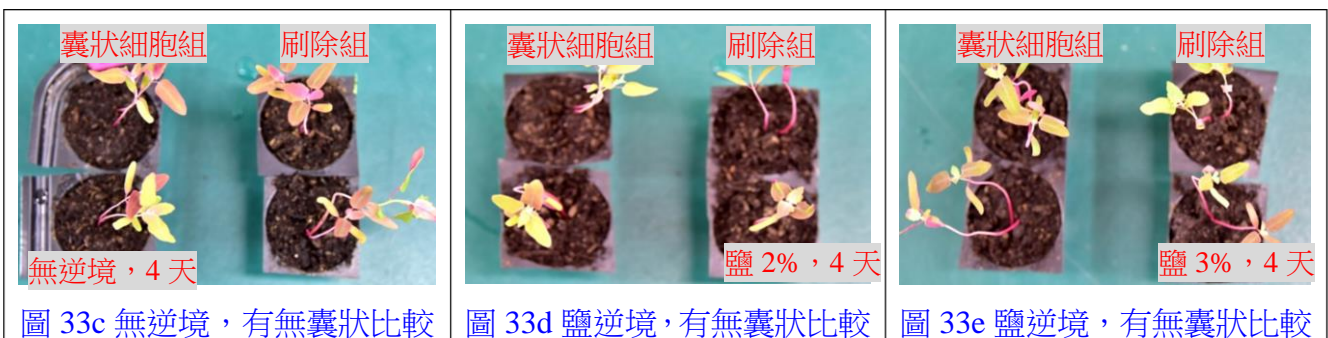 囊狀細胞組 刷除組
無逆境，4 天
圖 33c 無逆境，有無囊狀比較
囊狀細胞組 刷除組
鹽 2%，4 天
圖 33d 鹽逆境，有無囊狀比較
囊狀細胞組 刷除組
鹽 3%，4 天
圖 33e 鹽逆境，有無囊狀比較